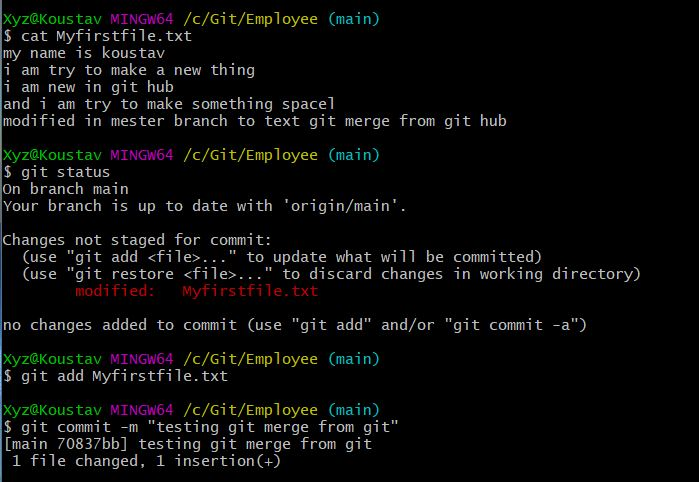 Xyz@Koustav MINGW64 /c/Git/Employee (main)
$ cat Myfirstfile.txt
my name is koustav
i am try to make a new thing
i am new in git hub
and i am try to make something spacel
modified in mester branch to text git merge from git hub
Xyz@Koustav MINGW64 /c/Git/Employee (main)
$ git status
On branch main
Your branch is up to date with 'origin/main'.
Changes not staged for commit:
(use "git add <file>..." to update what will be committed)
(use "git restore <file>..." to discard changes in working directory)
modified: Myfirstfile.txt
no changes added to commit (use "git add" and/or "git commit -a")
Xyz@Koustav MINGW64 /c/Git/Employee (main)
$ git add Myfirstfile.txt
Xyz@Koustav MINGW64 /c/Git/Employee (main)
$ git commit -m "testing git merge from git"
[main 70837bb] testing git merge from git
1 file changed, 1 insertion(+)